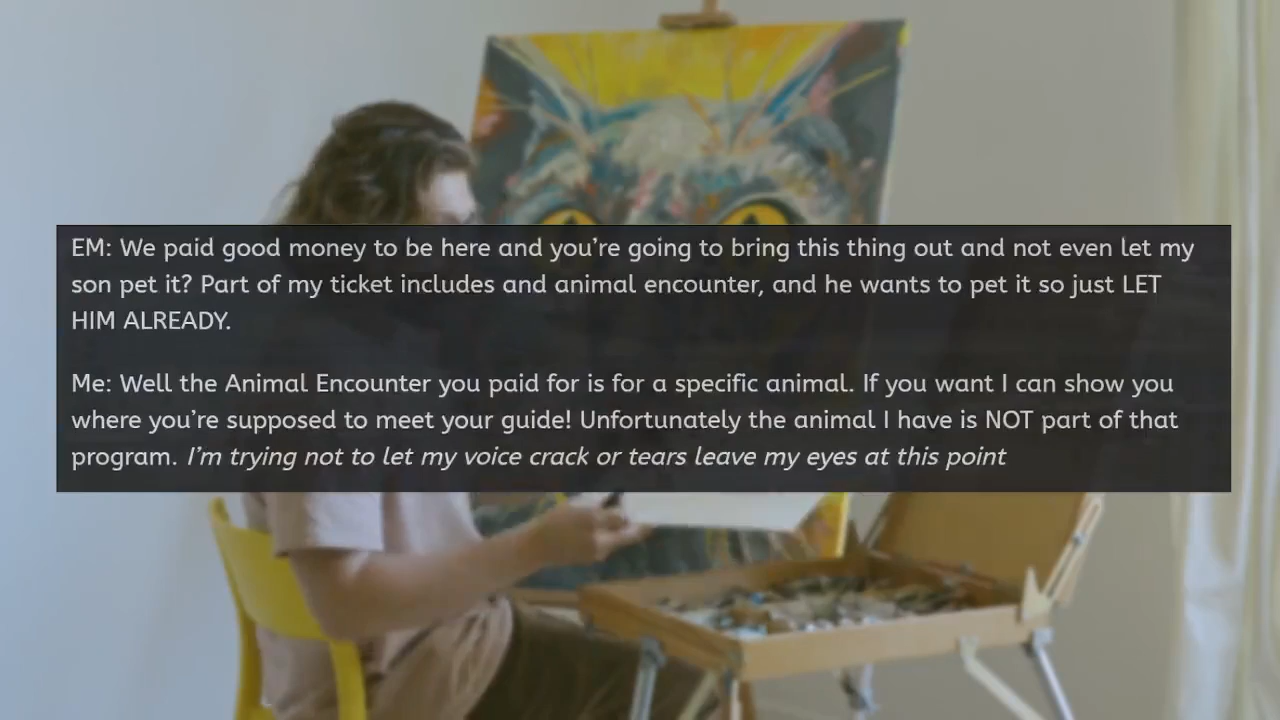 EM: We paid good money to be here and you’re going to bring this thing out and not even let my
son pet it? Part of my ticket includes and animal encounter, and he wants to pet it so just LET
HIM ALREADY.
Me: Well the Animal Encounter you paid for is for a specific animal. If you want I can show you
where you’re supposed to meet your guide! Unfortunately the animal I have is NOT part of that
program. I’m trying not to let my voice crack or tears leave my eyes at this point